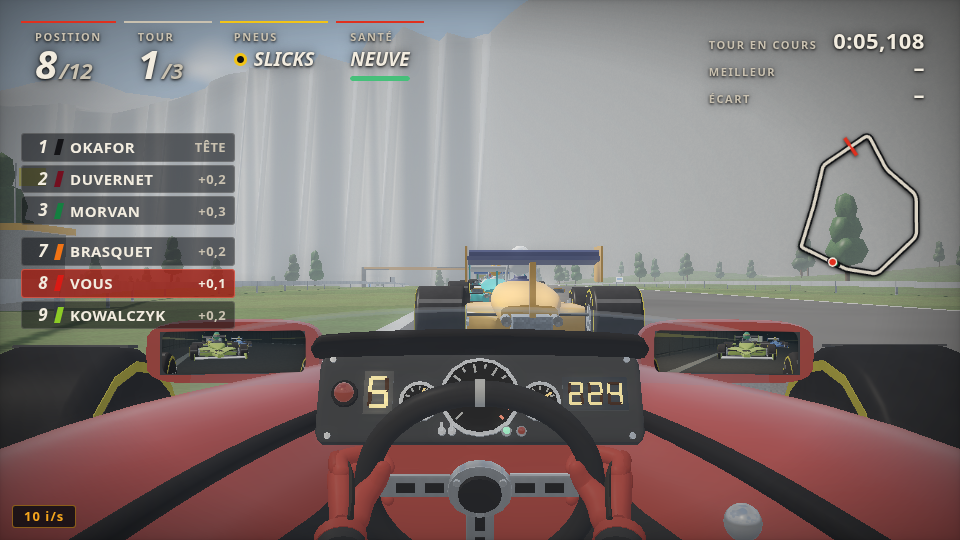 POSITION
8/12
TOUR
1/3
PNEUS
SLICKS
SANTÉ
NEUVE
TOUR EN COURS 0:05,108
MEILLEUR –
ÉCART –
1 OKAFOR TÊTE
2 DUVERNET +0,2
3 MORVAN +0,3
7 BRASQUET +0,2
8 VOUS +0,1
9 KOWALCZYK +0,2
5
224
10 i/s